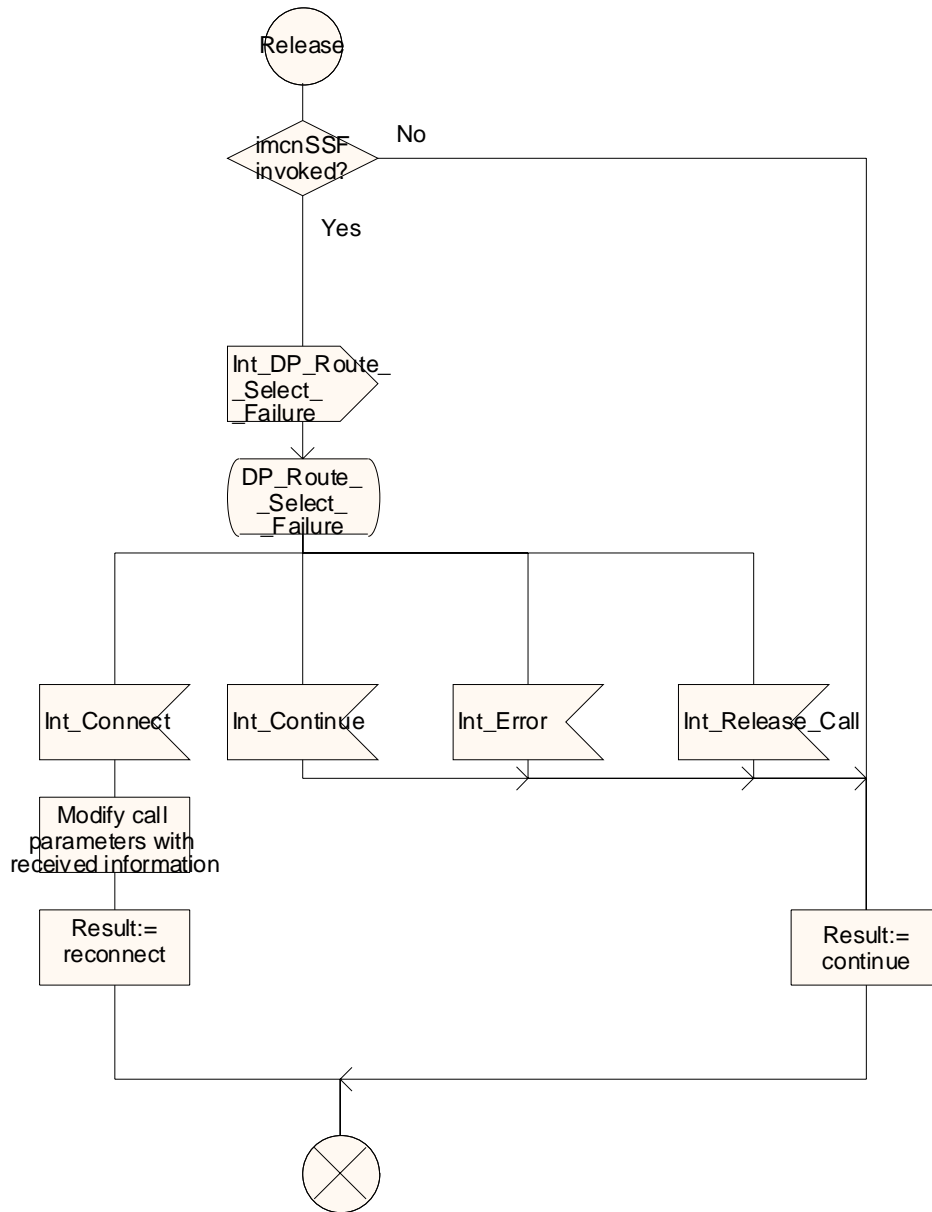 Release
imcnSSF
invoked?
No
Yes
Int_DP_Route_
_Select_
_Failure
DP_Route_
_Select_
_Failure
Int_Connect
Int_Continue
Int_Error
Int_Release_Call
Modify call
parameters with
received information
Result:=
reconnect
Result:=
continue